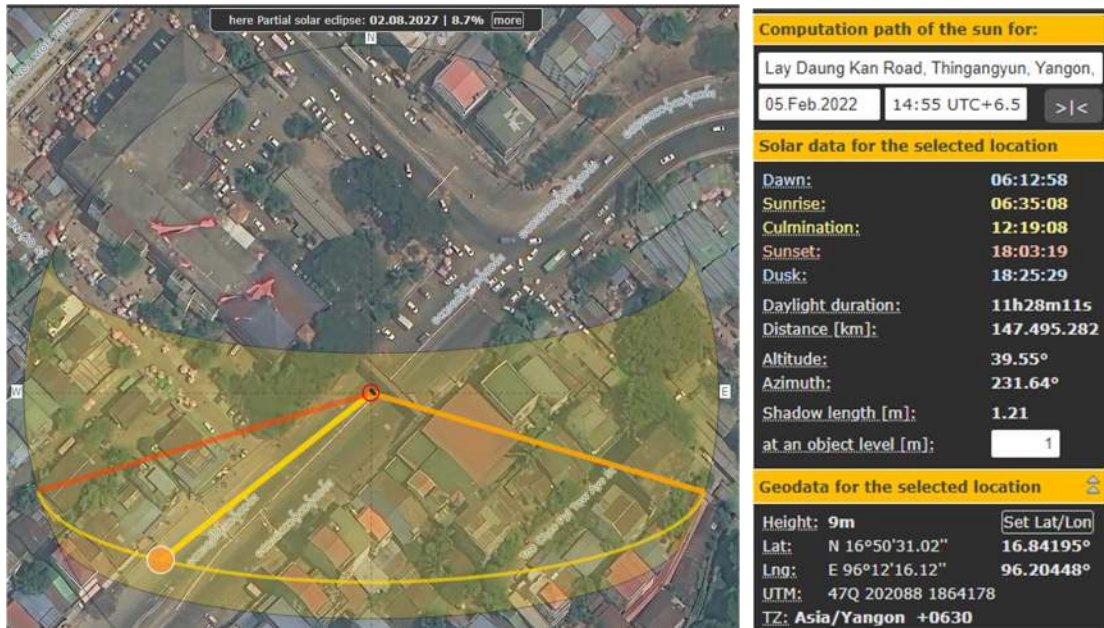 here Partial solar eclipse: 02.08.2027 | 8.7% more
N
W
E
Computation path of the sun for:
Lay Daung Kan Road, Thingangyun, Yangon,
05.Feb.2022 14:55 UTC+6.5 >|<
Solar data for the selected location
Dawn: 06:12:58
Sunrise: 06:35:08
Culmination: 12:19:08
Sunset: 18:03:19
Dusk: 18:25:29
Daylight duration: 11h28m11s
Distance [km]: 147.495.282
Altitude: 39.55°
Azimuth: 231.64°
Shadow length [m]: 1.21
at an object level [m]: 1
Geodata for the selected location
Height: 9m Set Lat/Lon
Lat: N 16°50'31.02'' 16.84195°
Lng: E 96°12'16.12'' 96.20448°
UTM: 47Q 202088 1864178
TZ: Asia/Yangon +0630